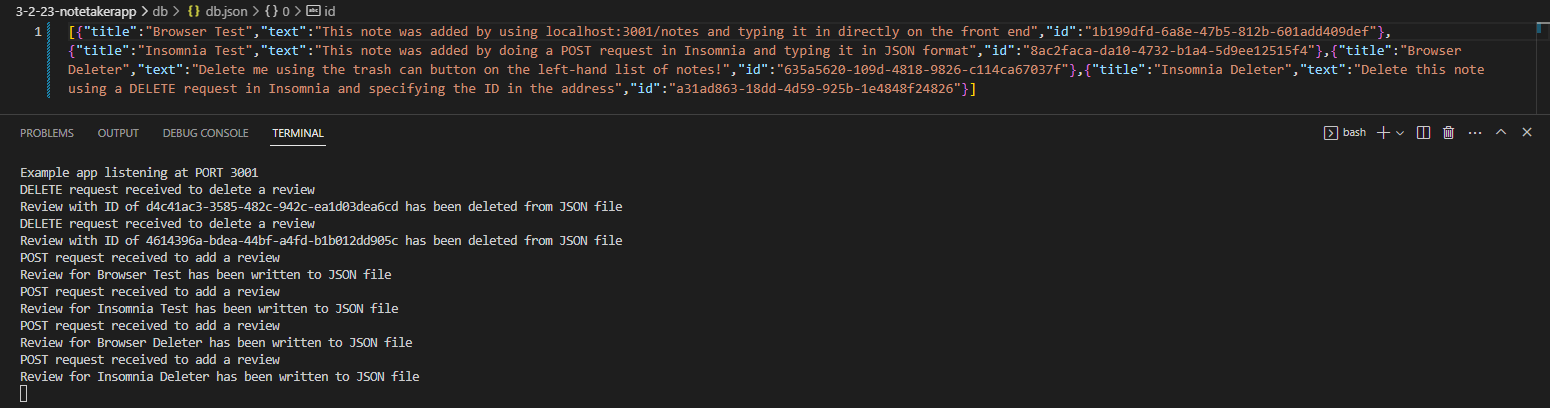 3-2-23-notetakerapp > db > {} db.json > {} 0 > abc id
1 [{"title":"Browser Test","text":"This note was added by using localhost:3001/notes and typing it in directly on the front end","id":"1b199dfd-6a8e-47b5-812b-601add409def"},
{"title":"Insomnia Test","text":"This note was added by doing a POST request in Insomnia and typing it in JSON format","id":"8ac2faca-da10-4732-b1a4-5d9ee12515f4"},{"title":"Browser
Deleter","text":"Delete me using the trash can button on the left-hand list of notes!","id":"635a5620-109d-4818-9826-c114ca67037f"},{"title":"Insomnia Deleter","text":"Delete this note
using a DELETE request in Insomnia and specifying the ID in the address","id":"a31ad863-18dd-4d59-925b-1e4848f24826"}]
PROBLEMS OUTPUT DEBUG CONSOLE TERMINAL bash
Example app listening at PORT 3001
DELETE request received to delete a review
Review with ID of d4c41ac3-3585-482c-942c-ea1d03dea6cd has been deleted from JSON file
DELETE request received to delete a review
Review with ID of 4614396a-bdea-44bf-a4fd-b1b012dd905c has been deleted from JSON file
POST request received to add a review
Review for Browser Test has been written to JSON file
POST request received to add a review
Review for Insomnia Test has been written to JSON file
POST request received to add a review
Review for Browser Deleter has been written to JSON file
POST request received to add a review
Review for Insomnia Deleter has been written to JSON file